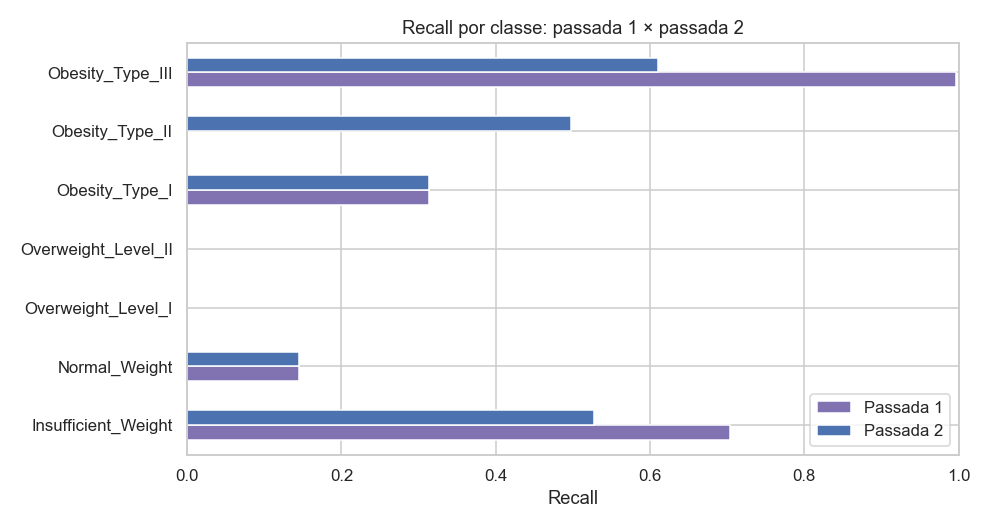 Recall por classe: passada 1 × passada 2
Obesity_Type_III
Obesity_Type_II
Obesity_Type_I
Overweight_Level_II
Overweight_Level_I
Normal_Weight
Insufficient_Weight
Passada 1
Passada 2
0.0 0.2 0.4 0.6 0.8 1.0
Recall